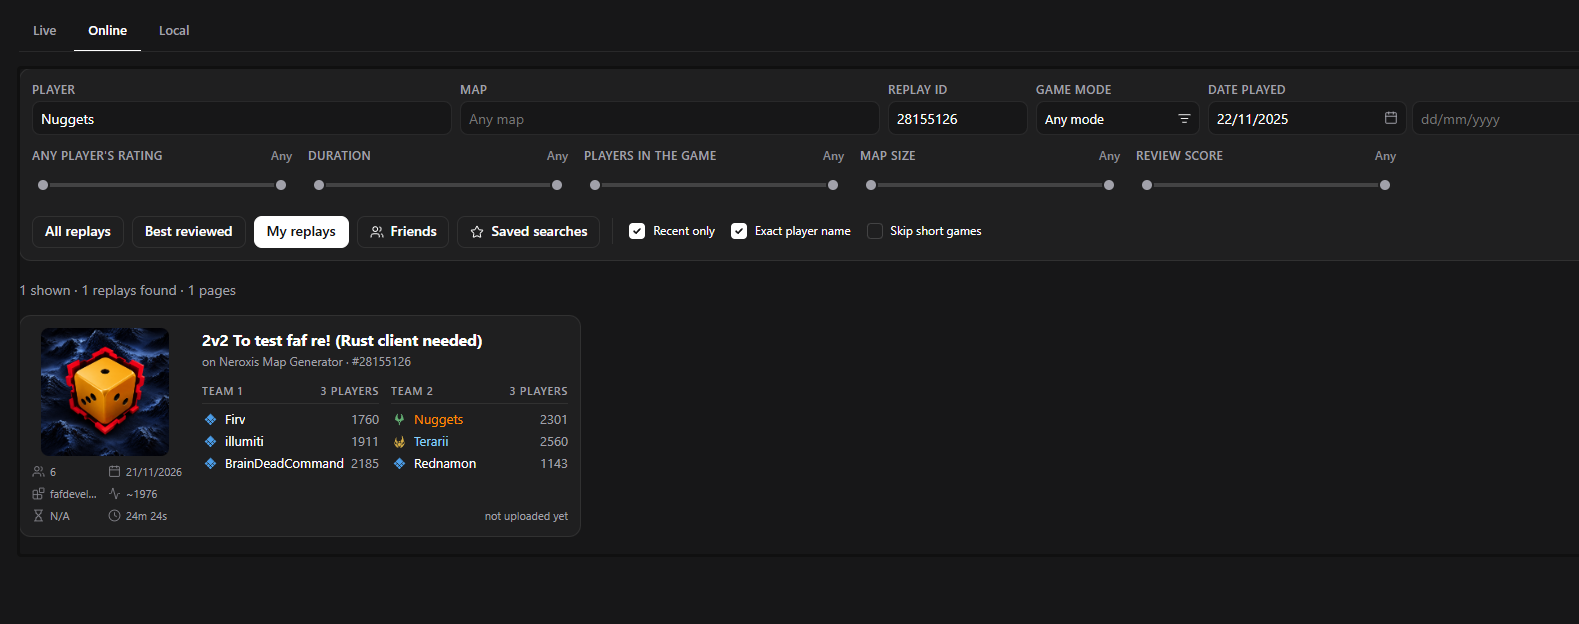 Live Online Local
PLAYER MAP REPLAY ID GAME MODE DATE PLAYED
Nuggets Any map 28155126 Any mode 22/11/2025 dd/mm/yyyy
ANY PLAYER'S RATING Any DURATION Any PLAYERS IN THE GAME Any MAP SIZE Any REVIEW SCORE Any
All replays Best reviewed My replays Friends Saved searches Recent only Exact player name Skip short games
1 shown · 1 replays found · 1 pages
2v2 To test faf re! (Rust client needed)
on Neroxis Map Generator · #28155126
TEAM 1 3 PLAYERS TEAM 2 3 PLAYERS
Firv 1760 Nuggets 2301
illumiti 1911 Terarii 2560
BrainDeadCommand 2185 Rednamon 1143
6 21/11/2026
fafdevel... ~1976
N/A 24m 24s
not uploaded yet